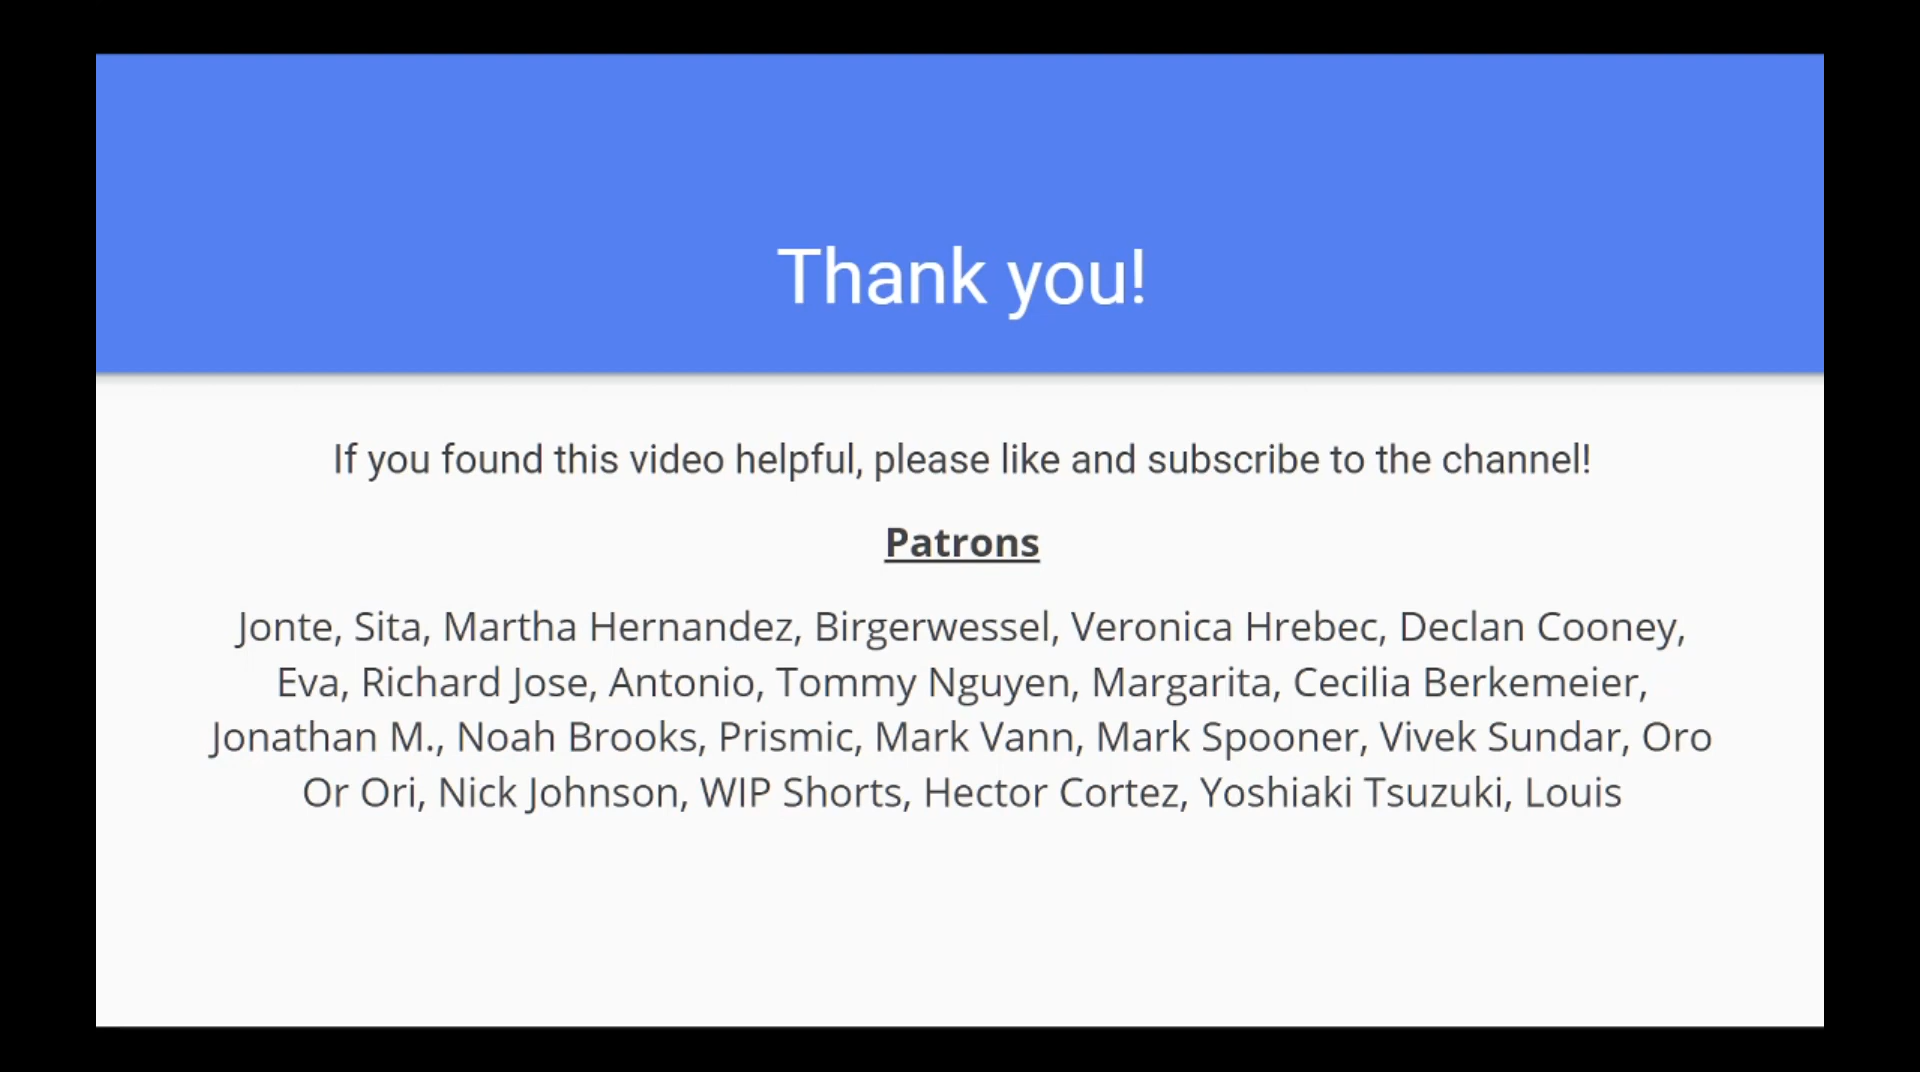 Thank you!
If you found this video helpful, please like and subscribe to the channel!
Patrons
Jonte, Sita, Martha Hernandez, Birgerwessel, Veronica Hrebec, Declan Cooney,
Eva, Richard Jose, Antonio, Tommy Nguyen, Margarita, Cecilia Berkemeier,
Jonathan M., Noah Brooks, Prismic, Mark Vann, Mark Spooner, Vivek Sundar, Oro
Or Ori, Nick Johnson, WIP Shorts, Hector Cortez, Yoshiaki Tsuzuki, Louis